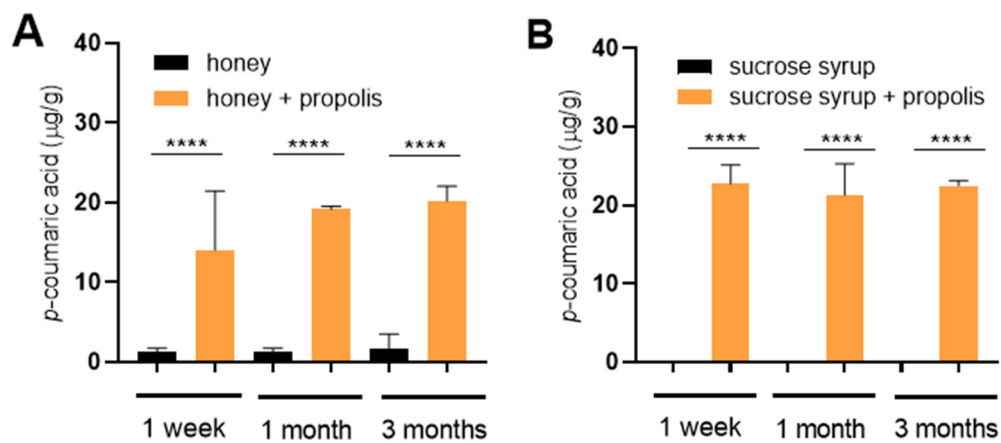 A
p-coumaric acid (µg/g)
40
30
20
10
0
honey
honey + propolis
****
****
****
1 week
1 month
3 months
B
p-coumaric acid (µg/g)
40
30
20
10
0
sucrose syrup
sucrose syrup + propolis
****
****
****
1 week
1 month
3 months